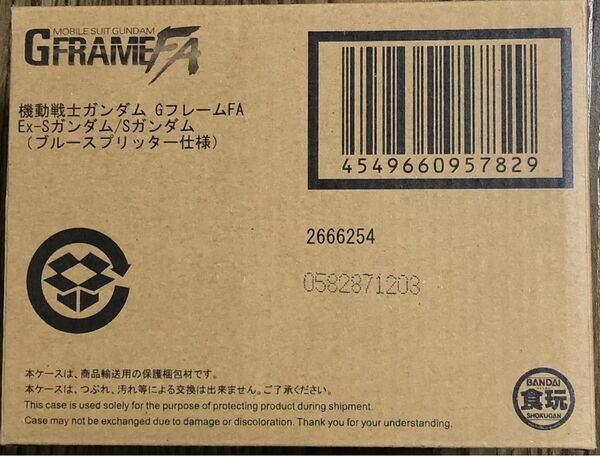 MOBILE SUIT GUNDAM
GFRAMEFA
機動戦士ガンダム GフレームFA
Ex-Sガンダム/Sガンダム
（ブルースプリッター仕様）
4549660957829
2666254
0582871203
本ケースは、商品輸送用の保護梱包材です。
本ケースは、つぶれ、汚れ等による交換は出来ません。ご了承ください。
This case is used solely for the purpose of protecting product during shipment.
Case may not be exchanged due to damage or discoloration. Thank you for your understanding.
BANDAI
食玩
SHOKUGAN